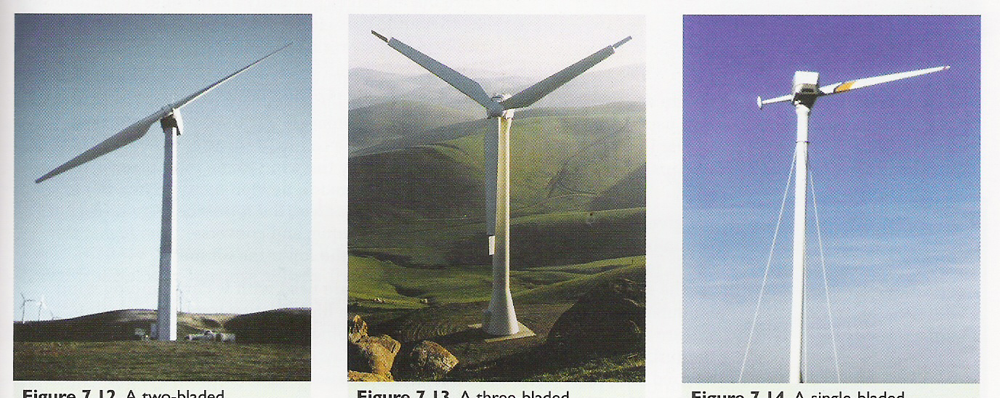 Figure 7.12 A two-bladed
Figure 7.13 A three-bladed
Figure 7.14 A single-bladed